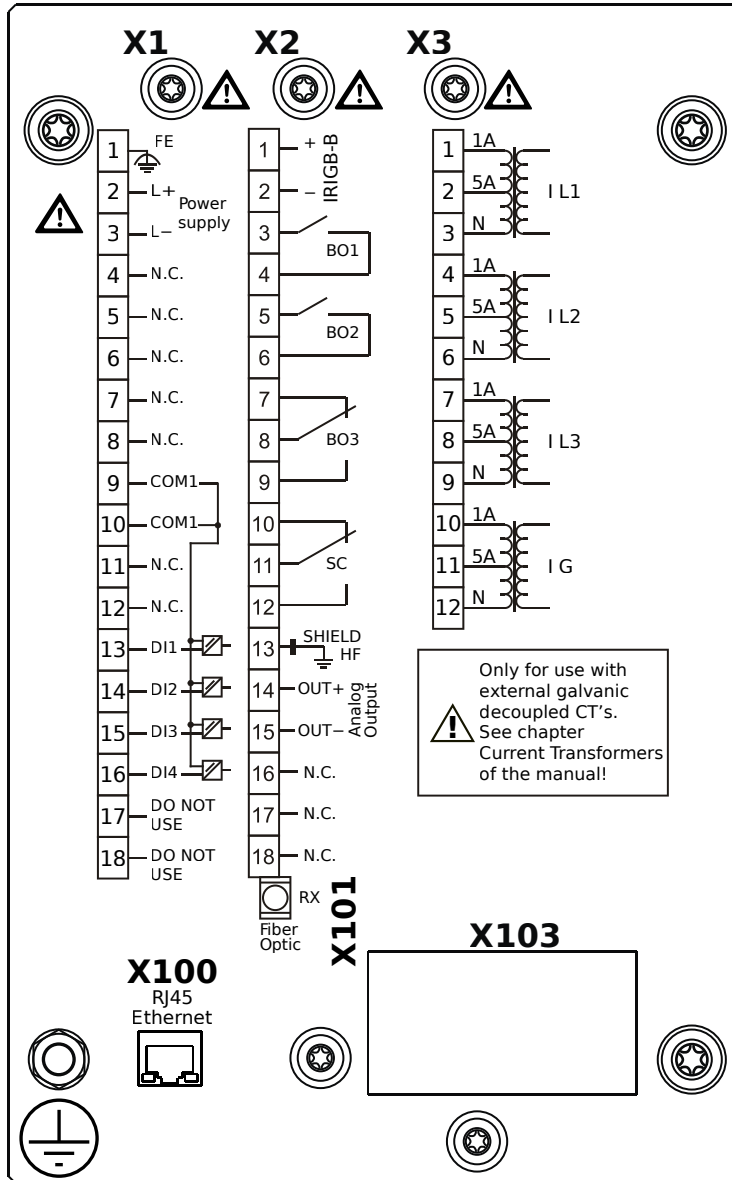 X1
X2
X3
1 FE
2 L+
Power
supply
3 L−
4 N.C.
5 N.C.
6 N.C.
7 N.C.
8 N.C.
9 COM1
10 COM1
11 N.C.
12 N.C.
13 DI1
14 DI2
15 DI3
16 DI4
17 DO NOT
USE
18 DO NOT
USE
1 +
IRIGB-B
2 −
3
BO1
4
5
BO2
6
7
8 BO3
9
10
11 SC
12
13 SHIELD
HF
14 OUT+
Analog
Output
15 OUT−
16 N.C.
17 N.C.
18 N.C.
RX
Fiber
Optic
X101
1 1A
2 5A I L1
3 N
4 1A
5 5A I L2
6 N
7 1A
8 5A I L3
9 N
10 1A
11 5A I G
12 N
Only for use with
external galvanic
decoupled CT's.
See chapter
Current Transformers
of the manual!
X103
X100
RJ45
Ethernet